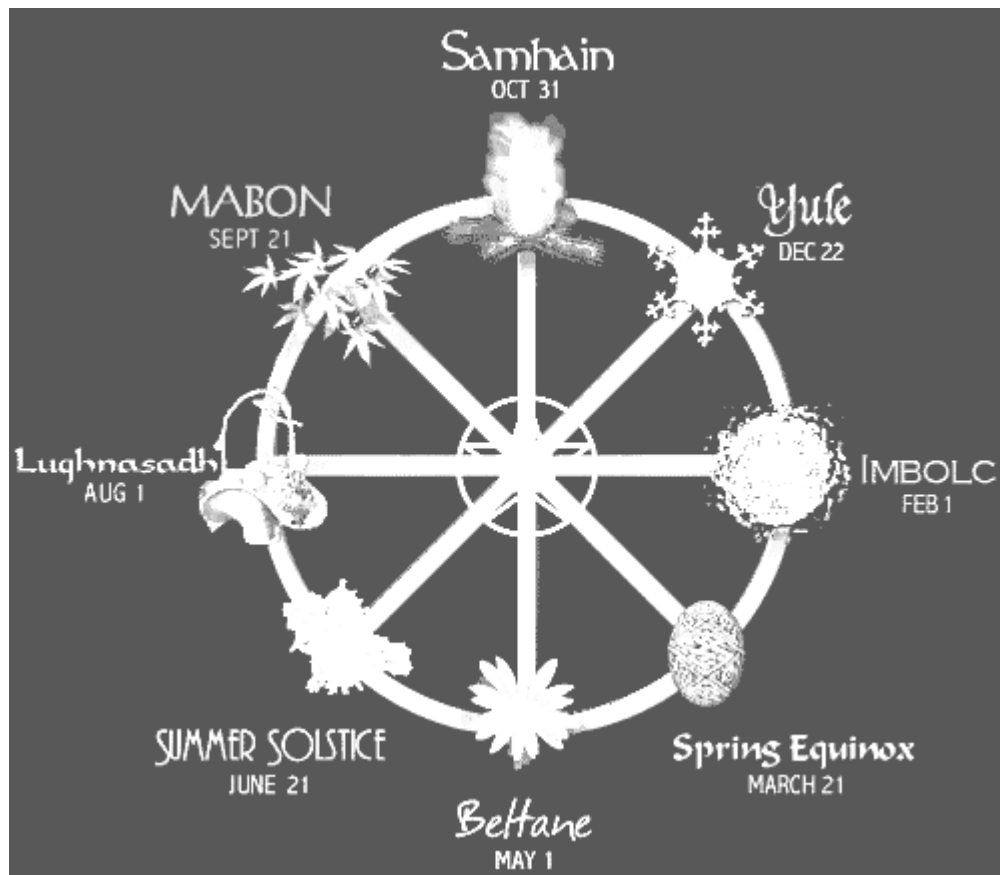 Samhain
OCT 31
Yule
DEC 22
IMBOLC
FEB 1
Spring Equinox
MARCH 21
Beltane
MAY 1
SUMMER SOLSTICE
JUNE 21
Lughnasadh
AUG 1
MABON
SEPT 21